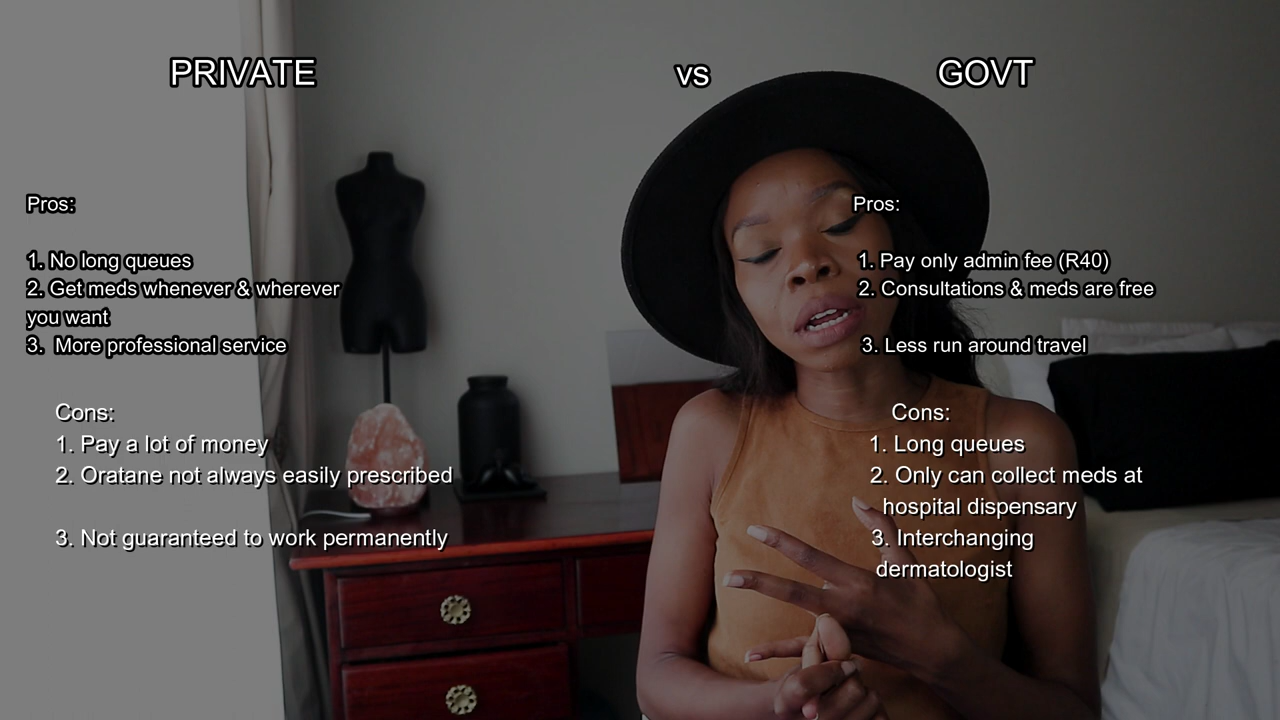 PRIVATE vs GOVT
Pros:
1. No long queues
2. Get meds whenever & wherever
you want
3. More professional service
Cons:
1. Pay a lot of money
2. Oratane not always easily prescribed
3. Not guaranteed to work permanently
Pros:
1. Pay only admin fee (R40)
2. Consultations & meds are free
3. Less run around travel
Cons:
1. Long queues
2. Only can collect meds at
hospital dispensary
3. Interchanging
dermatologist